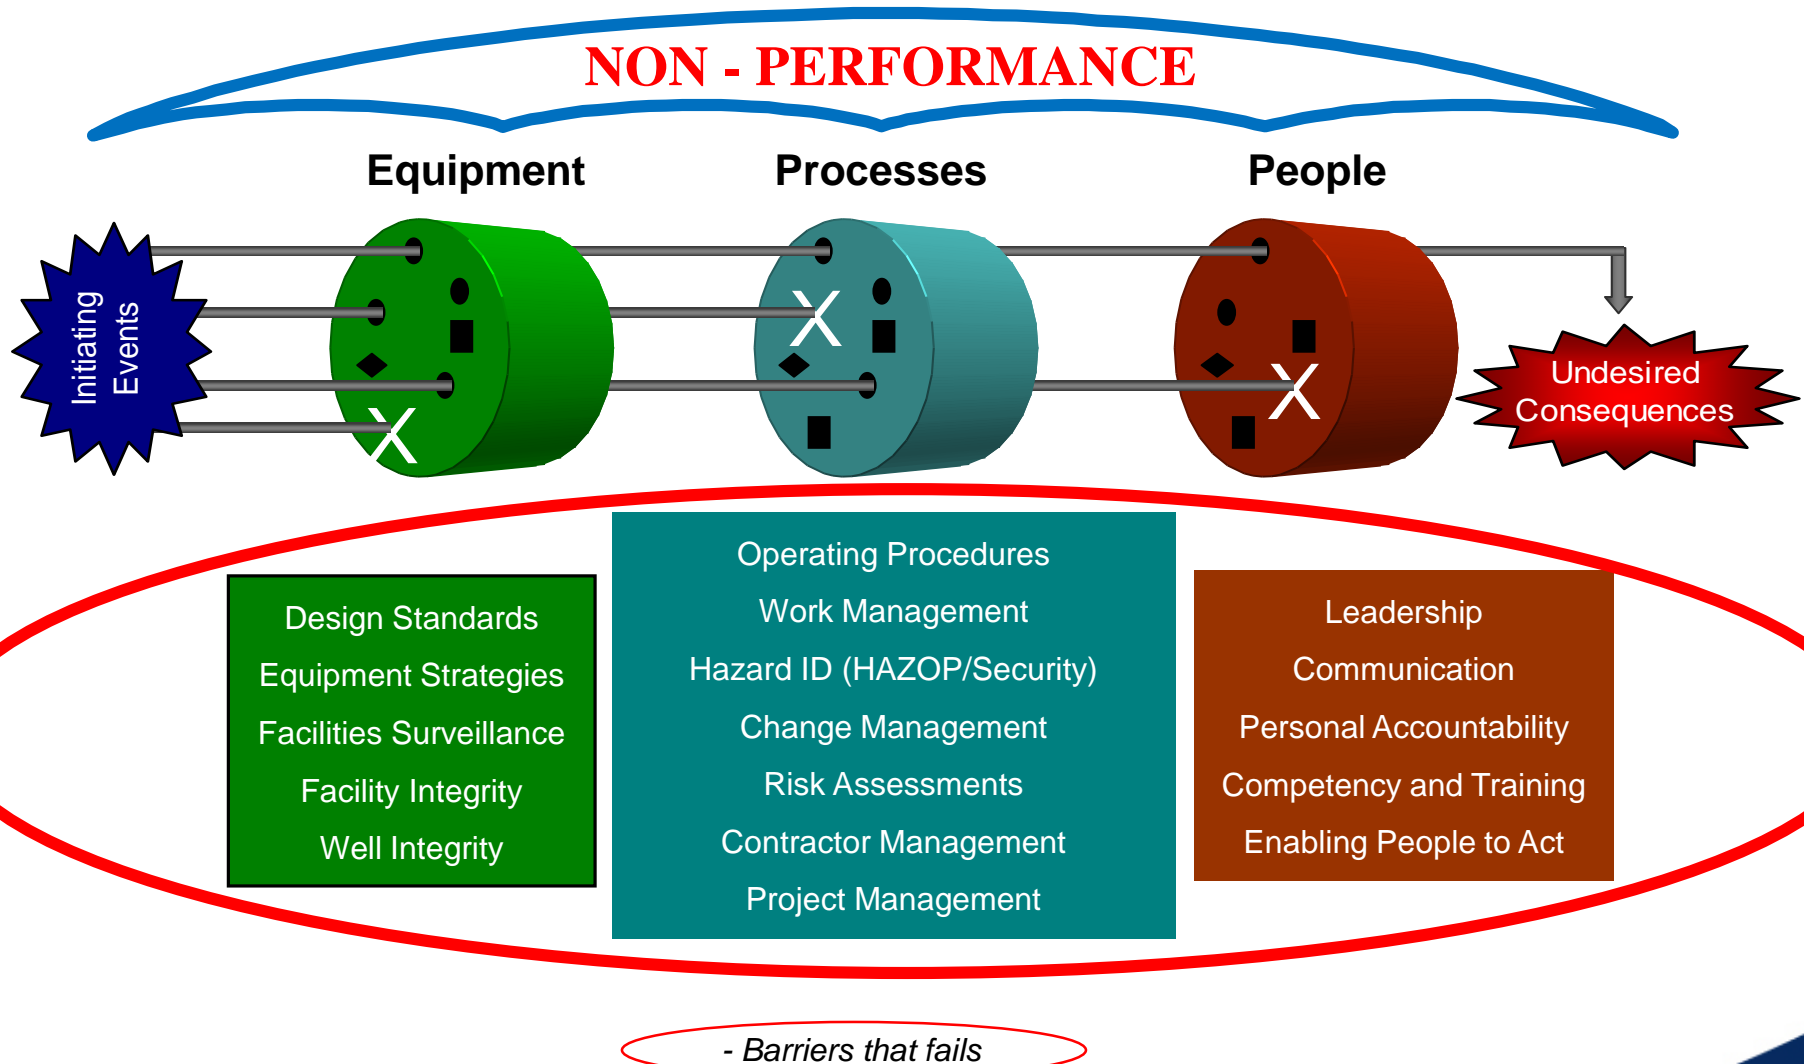 NON - PERFORMANCE
Equipment
Processes
People
Initiating
Events
X
X
X
Undesired
Consequences
Design Standards
Equipment Strategies
Facilities Surveillance
Facility Integrity
Well Integrity
Operating Procedures
Work Management
Hazard ID (HAZOP/Security)
Change Management
Risk Assessments
Contractor Management
Project Management
Leadership
Communication
Personal Accountability
Competency and Training
Enabling People to Act
- Barriers that fails